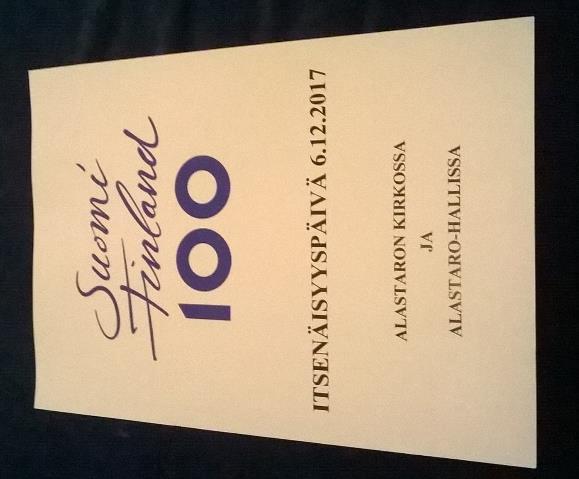 Suomi
Finland
100
ITSENÄISYYSPÄIVÄ 6.12.2017
ALASTARON KIRKOSSA
JA
ALASTARO-HALLISSA